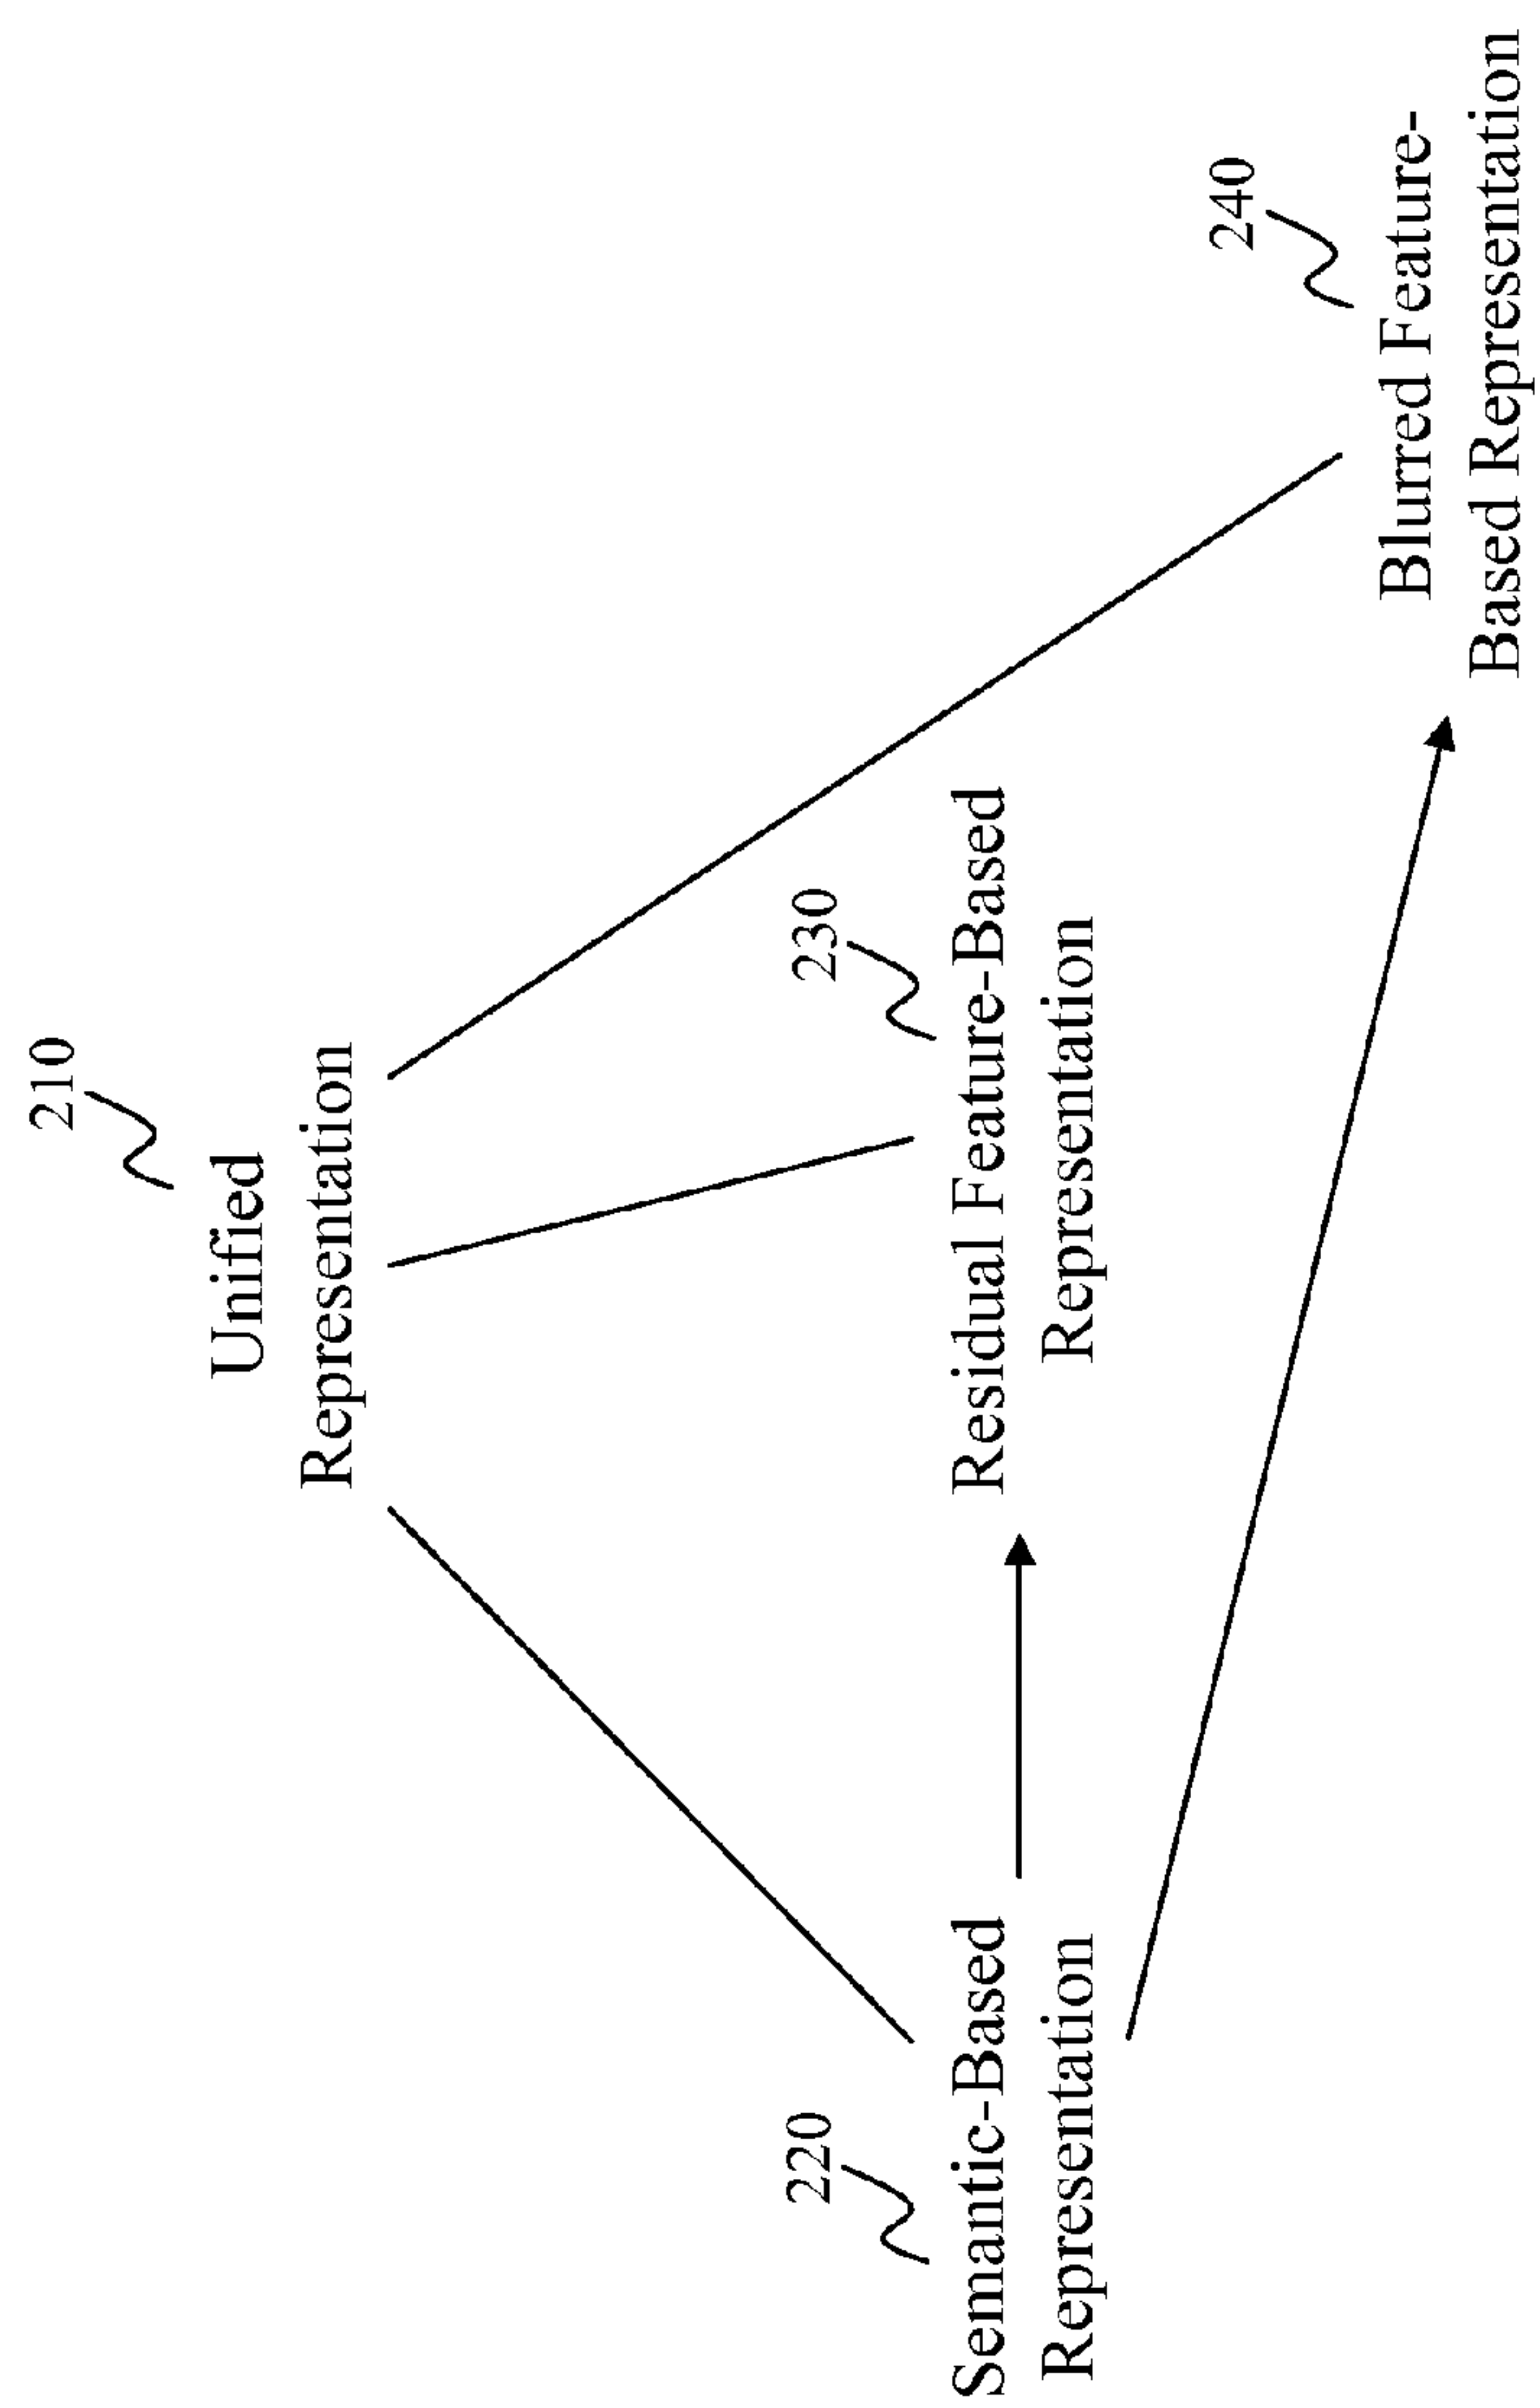 210
Unified
Representation
220
Semantic-Based
Representation
230
Residual Feature-Based
Representation
240
Blurred Feature-
Based Representation